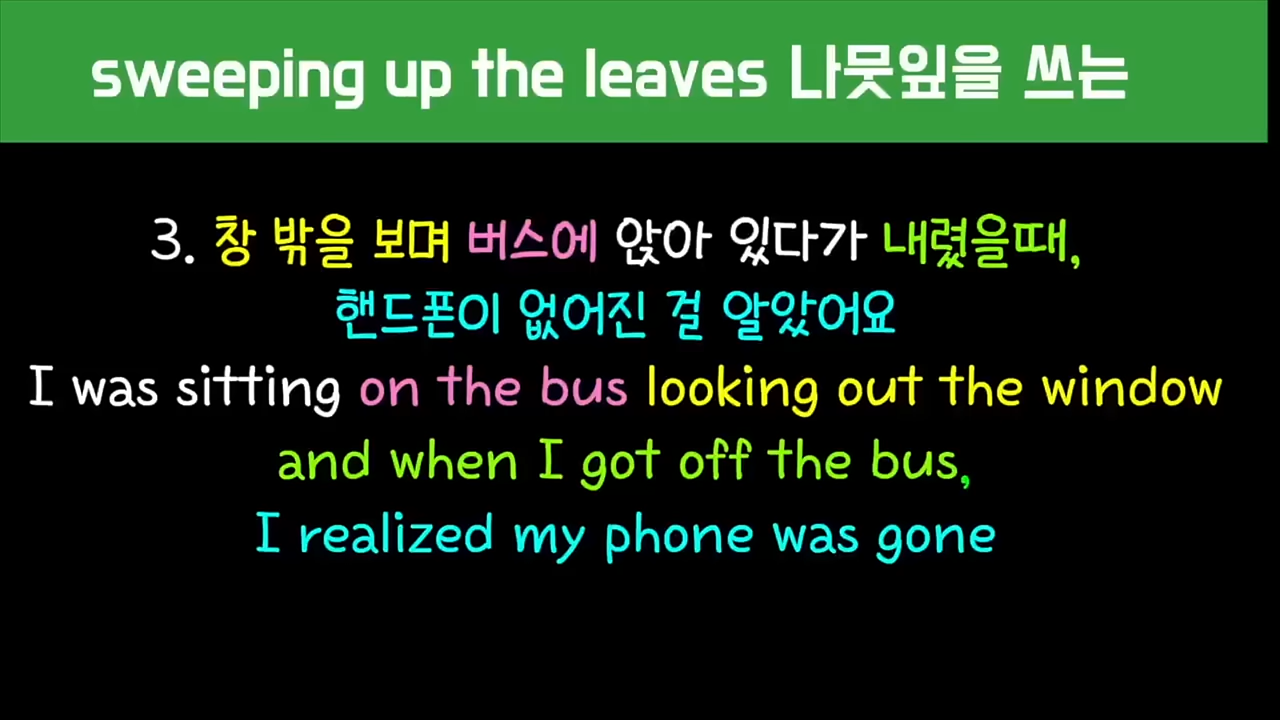 sweeping up the leaves 나뭇잎을 쓰는
3. 창 밖을 보며 버스에 앉아 있다가 내렸을때,
핸드폰이 없어진 걸 알았어요
I was sitting on the bus looking out the window
and when I got off the bus,
I realized my phone was gone